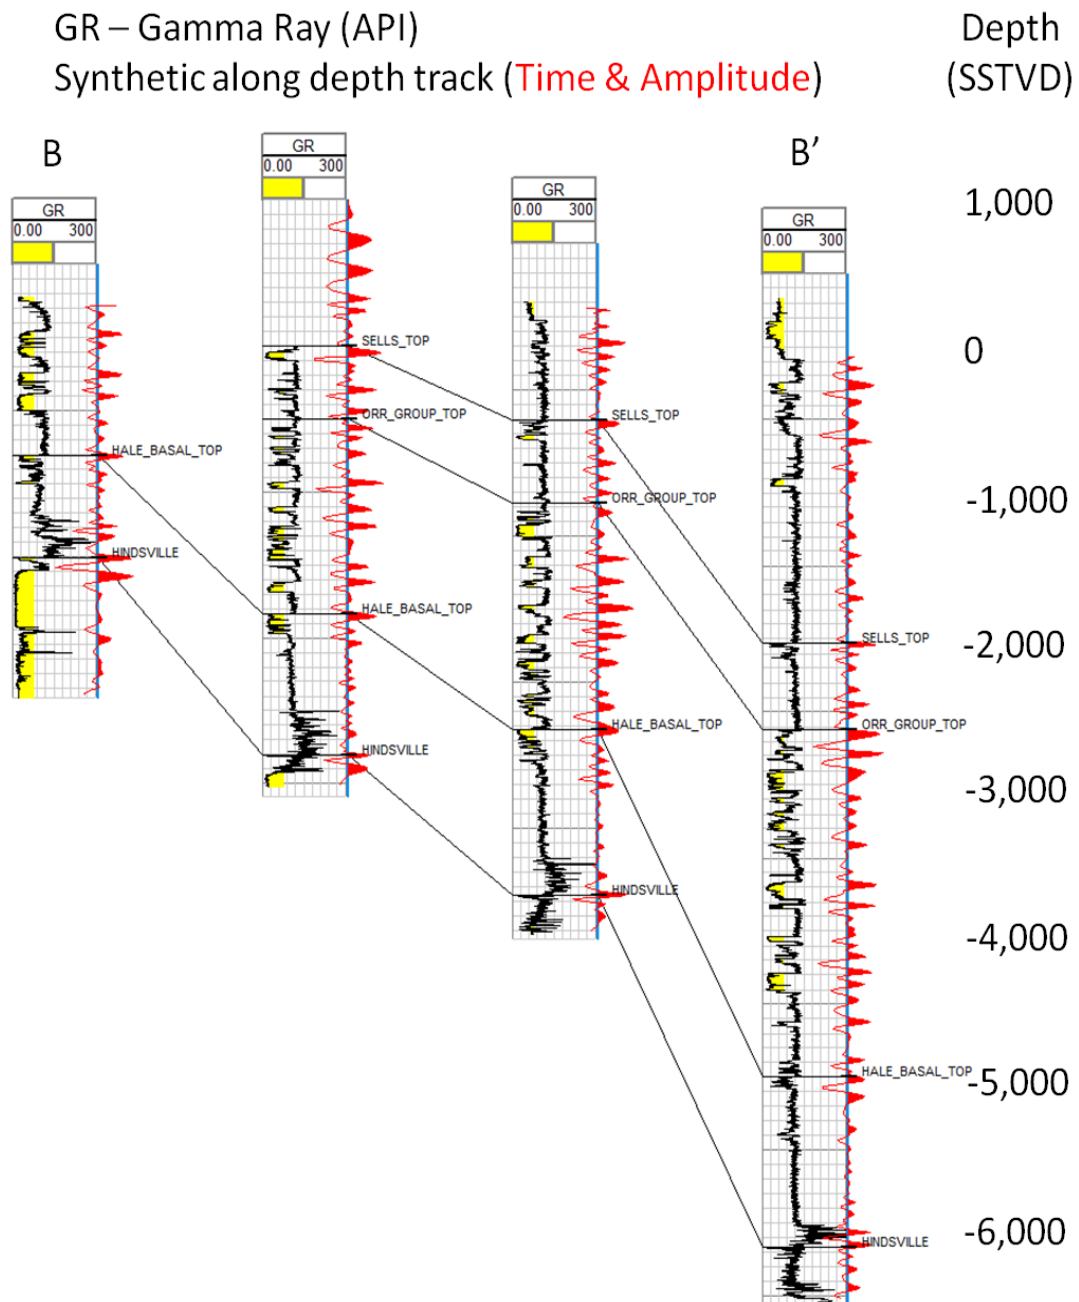 GR – Gamma Ray (API)
Depth
Synthetic along depth track (Time & Amplitude)
(SSTVD)
B
GR
0.00 300
GR
0.00 300
GR
0.00 300
B’
GR
0.00 300
1,000
0
-1,000
-2,000
-3,000
-4,000
-5,000
-6,000
HALE_BASAL_TOP
HINDSVILLE
SELLS_TOP
ORR_GROUP_TOP
HALE_BASAL_TOP
HINDSVILLE
SELLS_TOP
ORR_GROUP_TOP
HALE_BASAL_TOP
HINDSVILLE
SELLS_TOP
ORR_GROUP_TOP
HALE_BASAL_TOP
HINDSVILLE